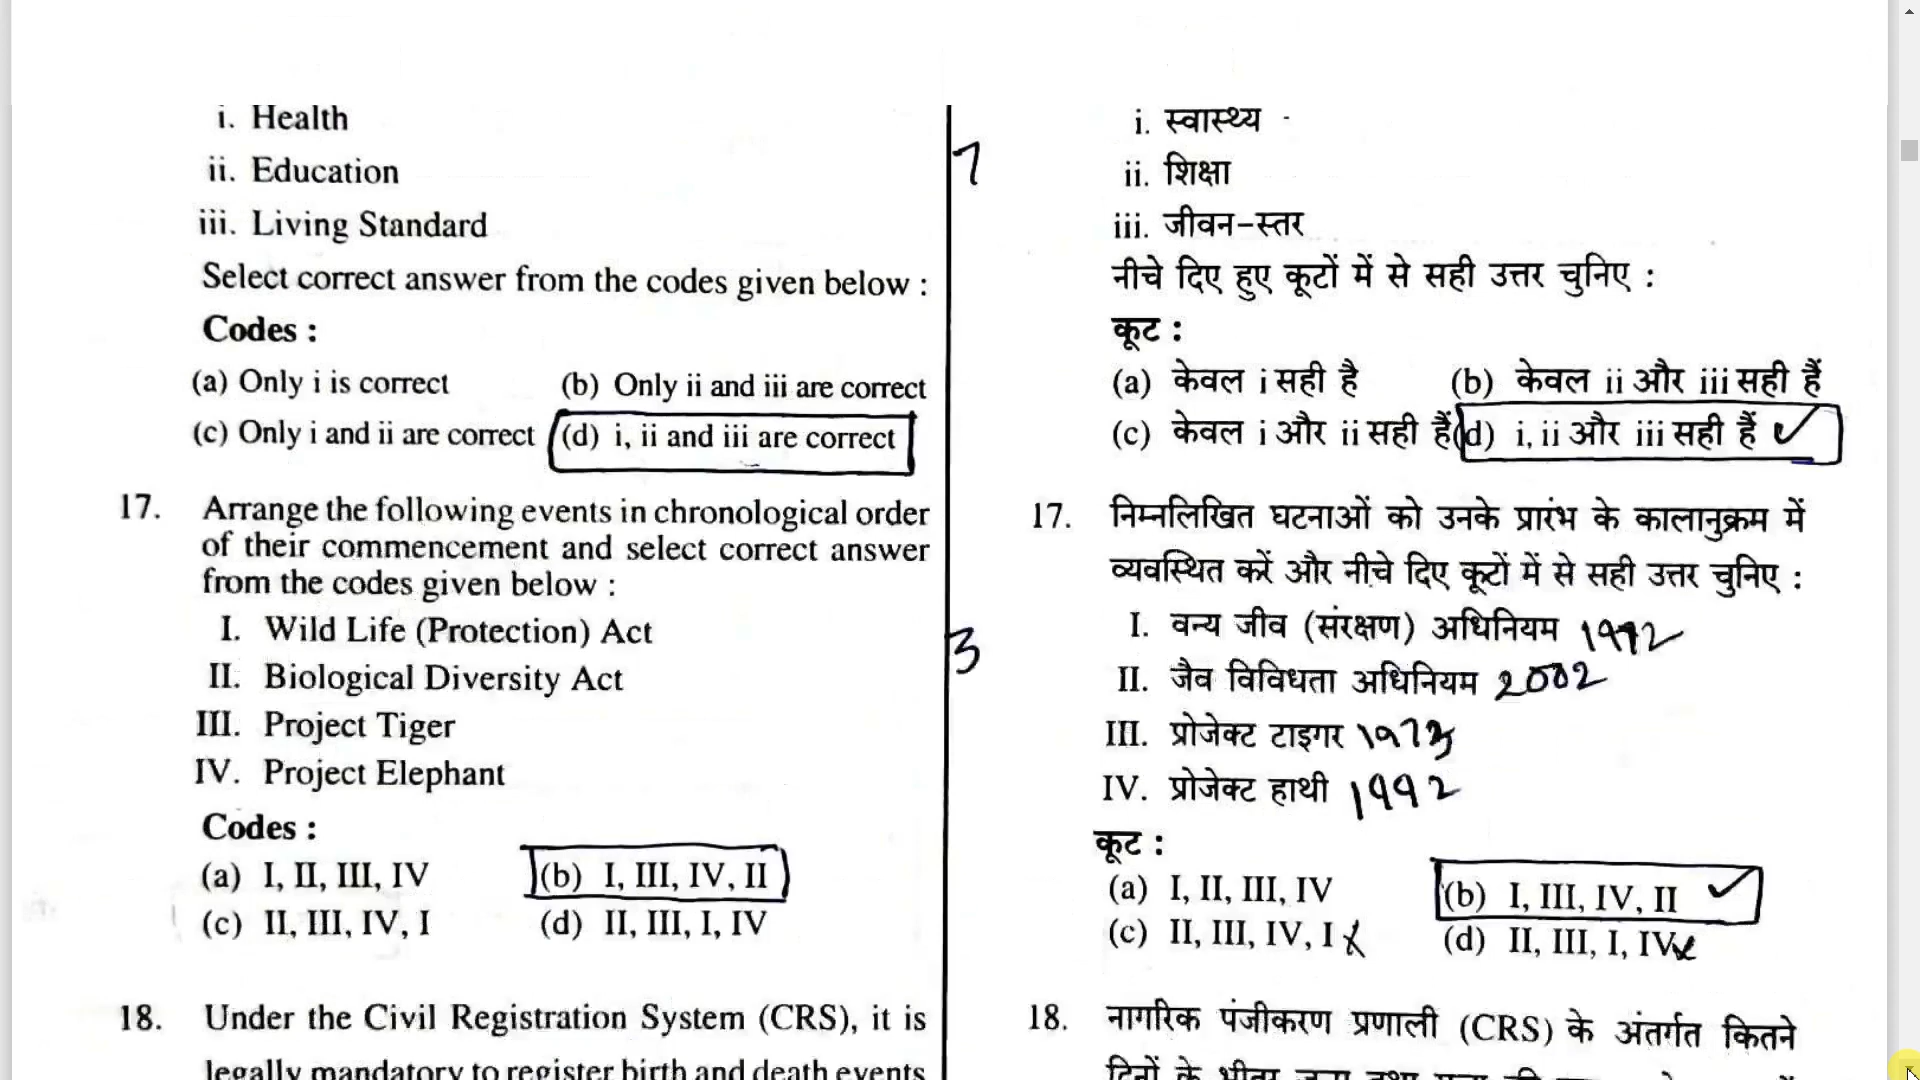 i. Health
ii. Education
iii. Living Standard
Select correct answer from the codes given below :
Codes :
(a) Only i is correct (b) Only ii and iii are correct
(c) Only i and ii are correct (d) i, ii and iii are correct
17. Arrange the following events in chronological order
of their commencement and select correct answer
from the codes given below :
I. Wild Life (Protection) Act
II. Biological Diversity Act
III. Project Tiger
IV. Project Elephant
Codes :
(a) I, II, III, IV (b) I, III, IV, II
(c) II, III, IV, I (d) II, III, I, IV
18. Under the Civil Registration System (CRS), it is
legally mandatory to register birth and death events
7
3
i. स्वास्थ्य
ii. शिक्षा
iii. जीवन-स्तर
नीचे दिए हुए कूटों में से सही उत्तर चुनिए :
कूट :
(a) केवल i सही है (b) केवल ii और iii सही हैं
(c) केवल i और ii सही हैं (d) i, ii और iii सही हैं
17. निम्नलिखित घटनाओं को उनके प्रारंभ के कालानुक्रम में
व्यवस्थित करें और नीचे दिए कूटों में से सही उत्तर चुनिए :
I. वन्य जीव (संरक्षण) अधिनियम
II. जैव विविधता अधिनियम 2002
III. प्रोजेक्ट टाइगर 1973
IV. प्रोजेक्ट हाथी 1992
कूट :
(a) I, II, III, IV (b) I, III, IV, II
(c) II, III, IV, I (d) II, III, I, IV
18. नागरिक पंजीकरण प्रणाली (CRS) के अंतर्गत कितने
दिनों के भीतर जन्म तथा